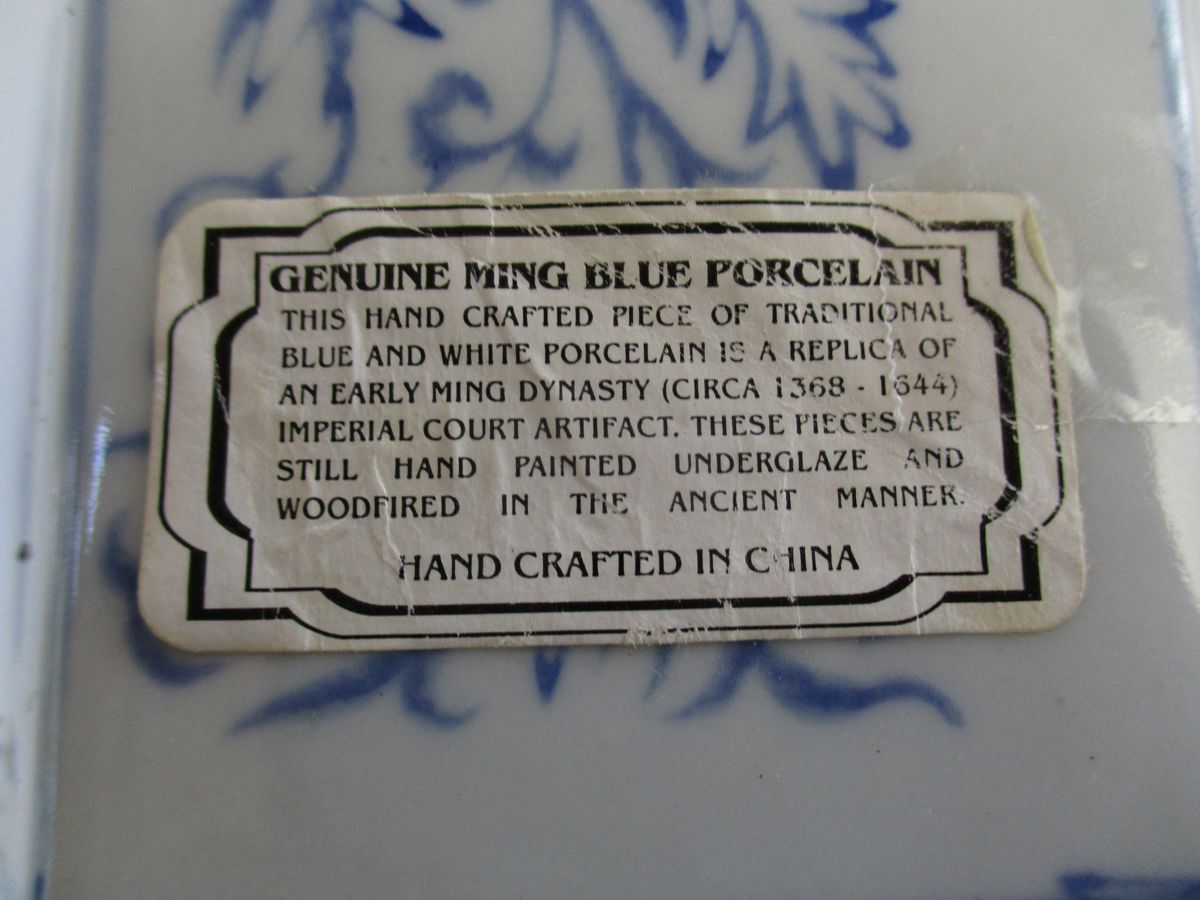 GENUINE MING BLUE PORCELAIN
THIS HAND CRAFTED PIECE OF TRADITIONAL
BLUE AND WHITE PORCELAIN IS A REPLICA OF
AN EARLY MING DYNASTY (CIRCA 1368 - 1644)
IMPERIAL COURT ARTIFACT. THESE PIECES ARE
STILL HAND PAINTED UNDERGLAZE AND
WOODFIRED IN THE ANCIENT MANNER.
HAND CRAFTED IN CHINA